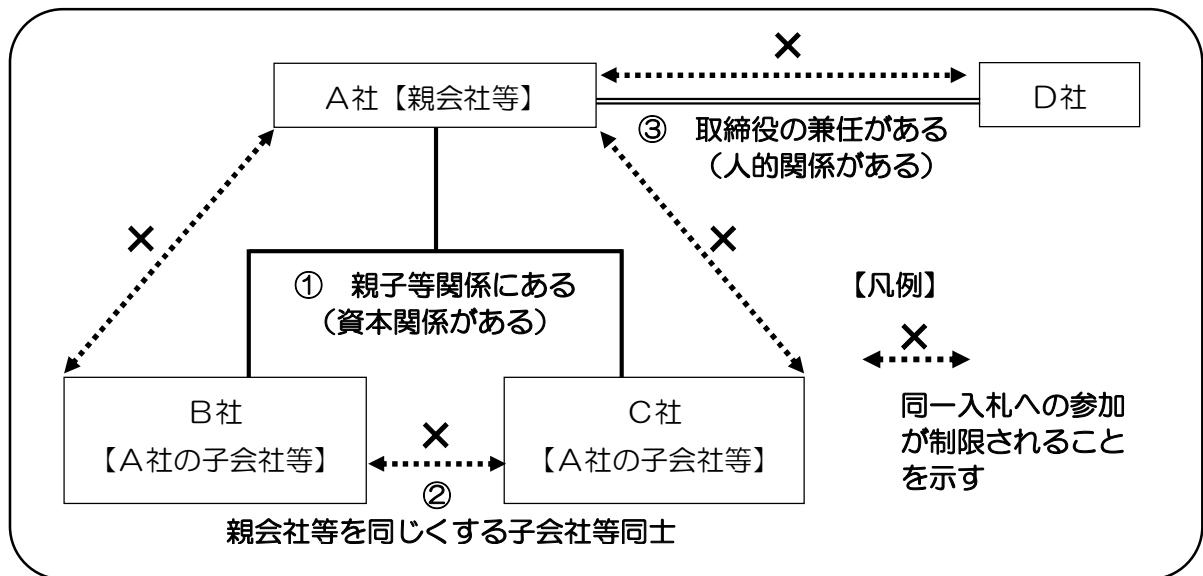 ×
A社【親会社等】
D社
③ 取締役の兼任がある
(人的関係がある)
×
×
① 親子等関係にある
(資本関係がある)
【凡例】
×
同一入札への参加
が制限されること
を示す
B社
【A社の子会社等】
×
C社
【A社の子会社等】
②
親会社等を同じくする子会社等同士